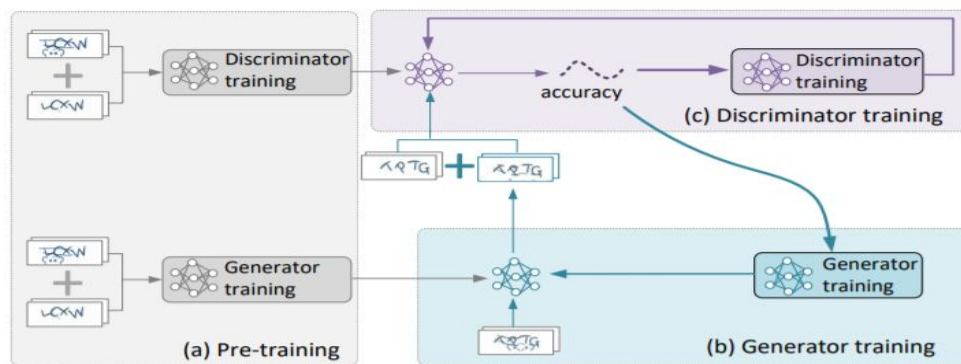 Discriminator
training
accuracy
Discriminator
training
(c) Discriminator training
Generator
training
Generator
training
(a) Pre-training
(b) Generator training